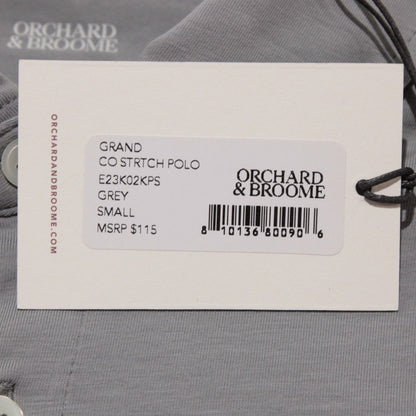 ORCHARD
& BROOME
ORCHARDANDBROOME.COM
GRAND
CO STRTCH POLO
E23K02KPS
GREY
SMALL
MSRP $115
ORCHARD
& BROOME
8 10136 80090 6